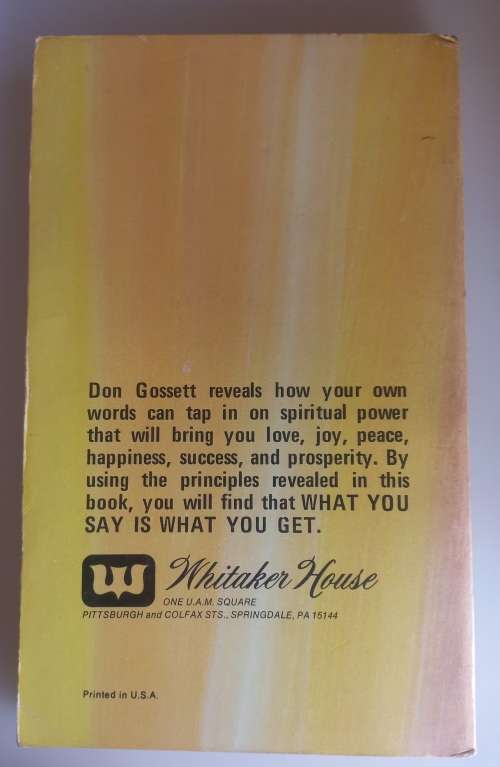 Don Gossett reveals how your own
words can tap in on spiritual power
that will bring you love, joy, peace,
happiness, success, and prosperity. By
using the principles revealed in this
book, you will find that WHAT YOU
SAY IS WHAT YOU GET.
W Whitaker House
ONE U.A.M. SQUARE
PITTSBURGH and COLFAX STS., SPRINGDALE, PA 15144
Printed in U.S.A.